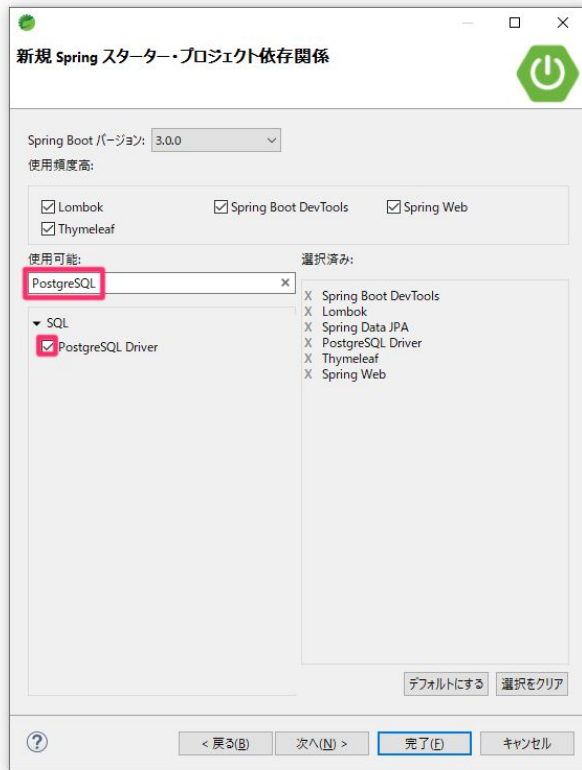 新規 Spring スターター・プロジェクト依存関係
Spring Boot バージョン: 3.0.0
使用頻度高:
Lombok Spring Boot DevTools Spring Web
Thymeleaf
使用可能: 選択済み:
PostgreSQL
SQL
PostgreSQL Driver
X Spring Boot DevTools
X Lombok
X Spring Data JPA
X PostgreSQL Driver
X Thymeleaf
X Spring Web
デフォルトにする 選択をクリア
< 戻る(B) 次へ(N) > 完了(F) キャンセル